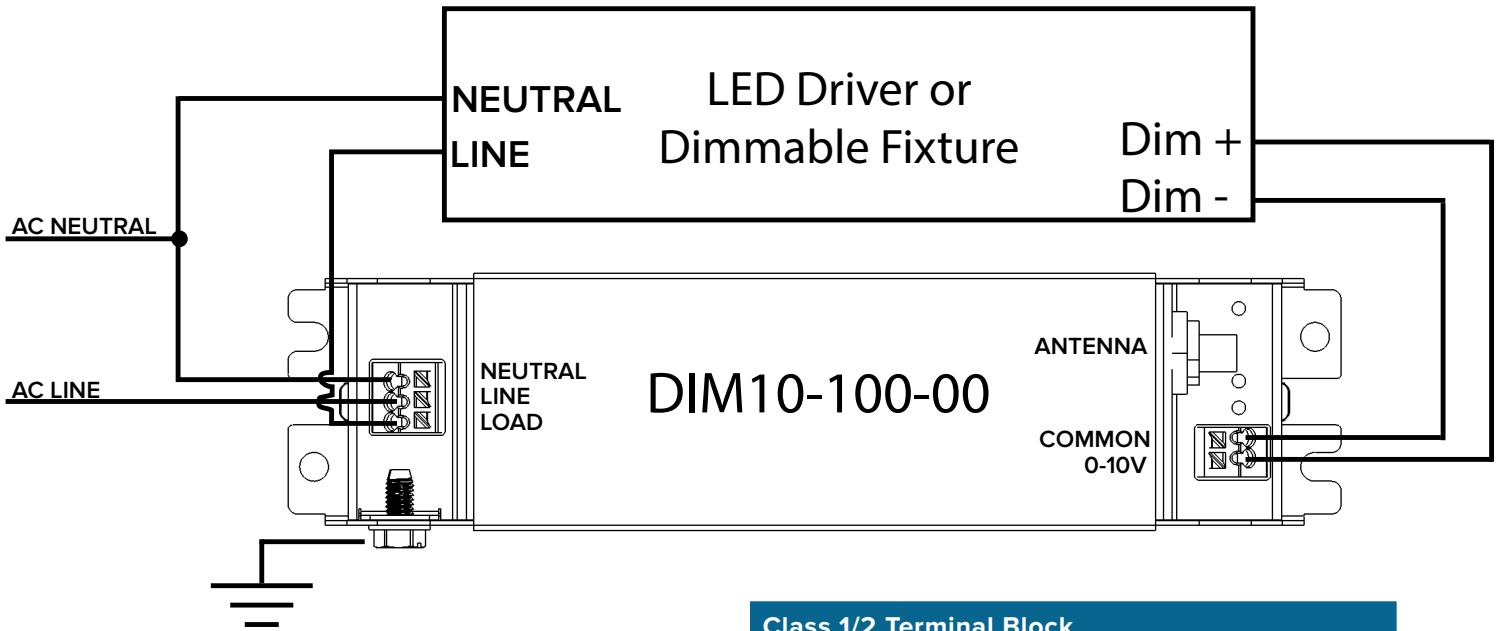 NEUTRAL
LINE
LED Driver or
Dimmable Fixture
Dim +
Dim -
AC NEUTRAL
AC LINE
NEUTRAL
LINE
LOAD
DIM10-100-00
ANTENNA
COMMON
0-10V
Class 1/2 Terminal Block